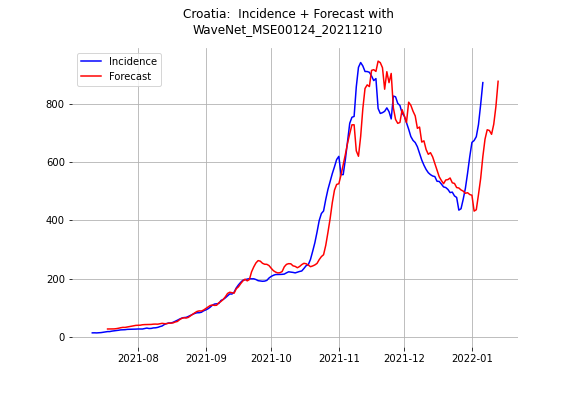 Croatia:  Incidence + Forecast with
WaveNet_MSE00124_20211210
Incidence
Forecast
800
600
400
200
0
2021-08
2021-09
2021-10
2021-11
2021-12
2022-01